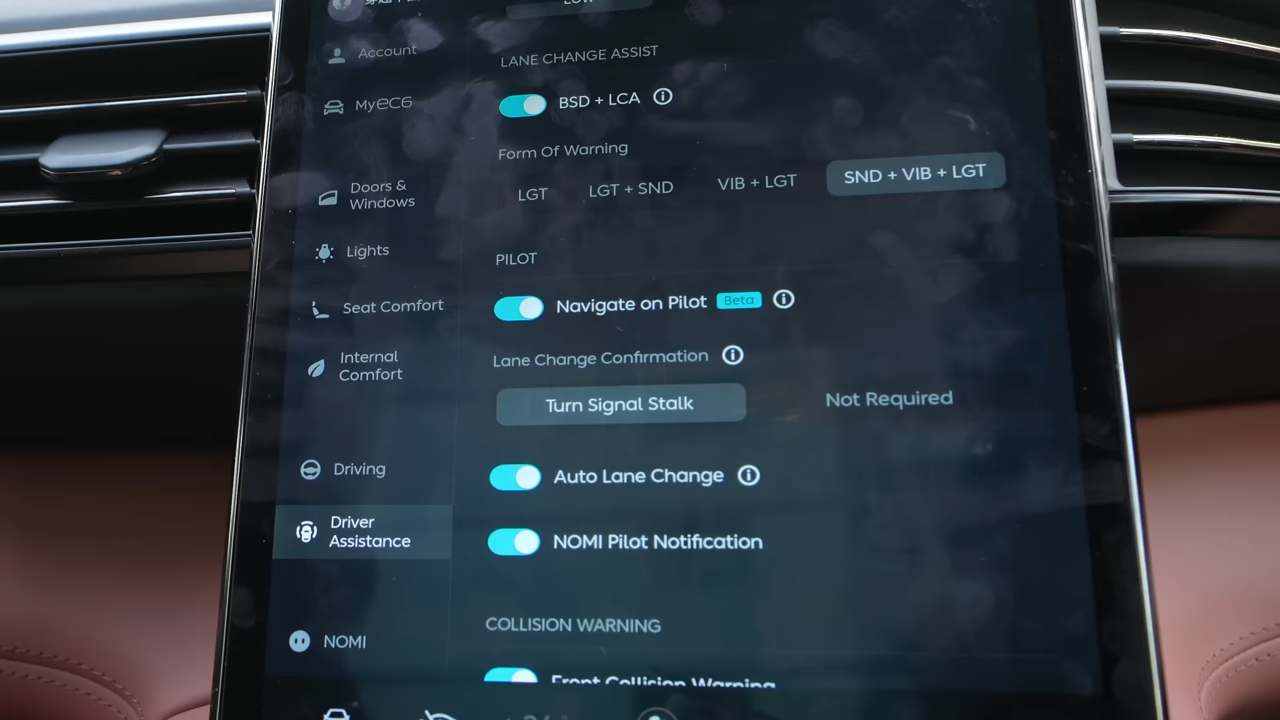 Account
My EC6
Doors &
Windows
Lights
Seat Comfort
Internal
Comfort
Driving
Driver
Assistance
NOMI
LANE CHANGE ASSIST
BSD + LCA
Form Of Warning
LGT
LGT + SND
VIB + LGT
SND + VIB + LGT
PILOT
Navigate on Pilot
Beta
Lane Change Confirmation
Turn Signal Stalk
Not Required
Auto Lane Change
NOMI Pilot Notification
COLLISION WARNING
Front Collision Warning